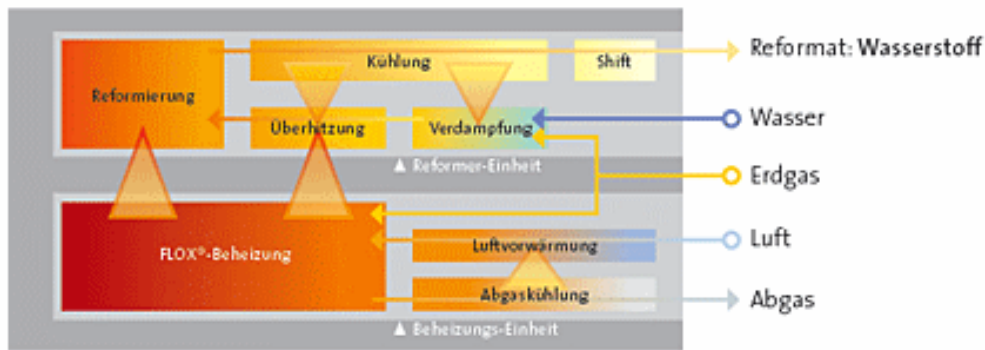 Kühlung
Shift
Reformat: Wasserstoff
Reformierung
Überhitzung
Verdampfung
Wasser
▲ Reformer-Einheit
Erdgas
FLOX®-Beheizung
Luftvorwärmung
Luft
Abgaskühlung
Abgas
▲ Beheizungs-Einheit